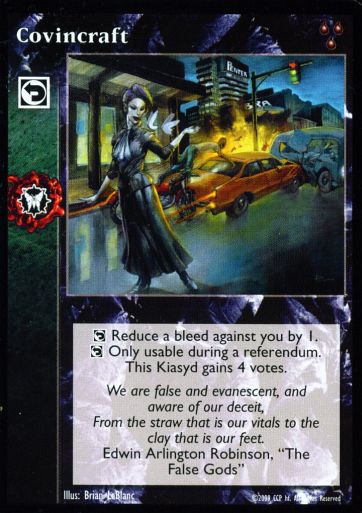 Covincraft
PENTEX
Reduce a bleed against you by 1.
Only usable during a referendum.
This Kiasyd gains 4 votes.
We are false and evanescent, and
aware of our deceit,
From the straw that is our vitals to the
clay that is our feet.
Edwin Arlington Robinson, "The
False Gods"
Illus: Brian LeBlanc
©2008 CCP hf. All Rights Reserved